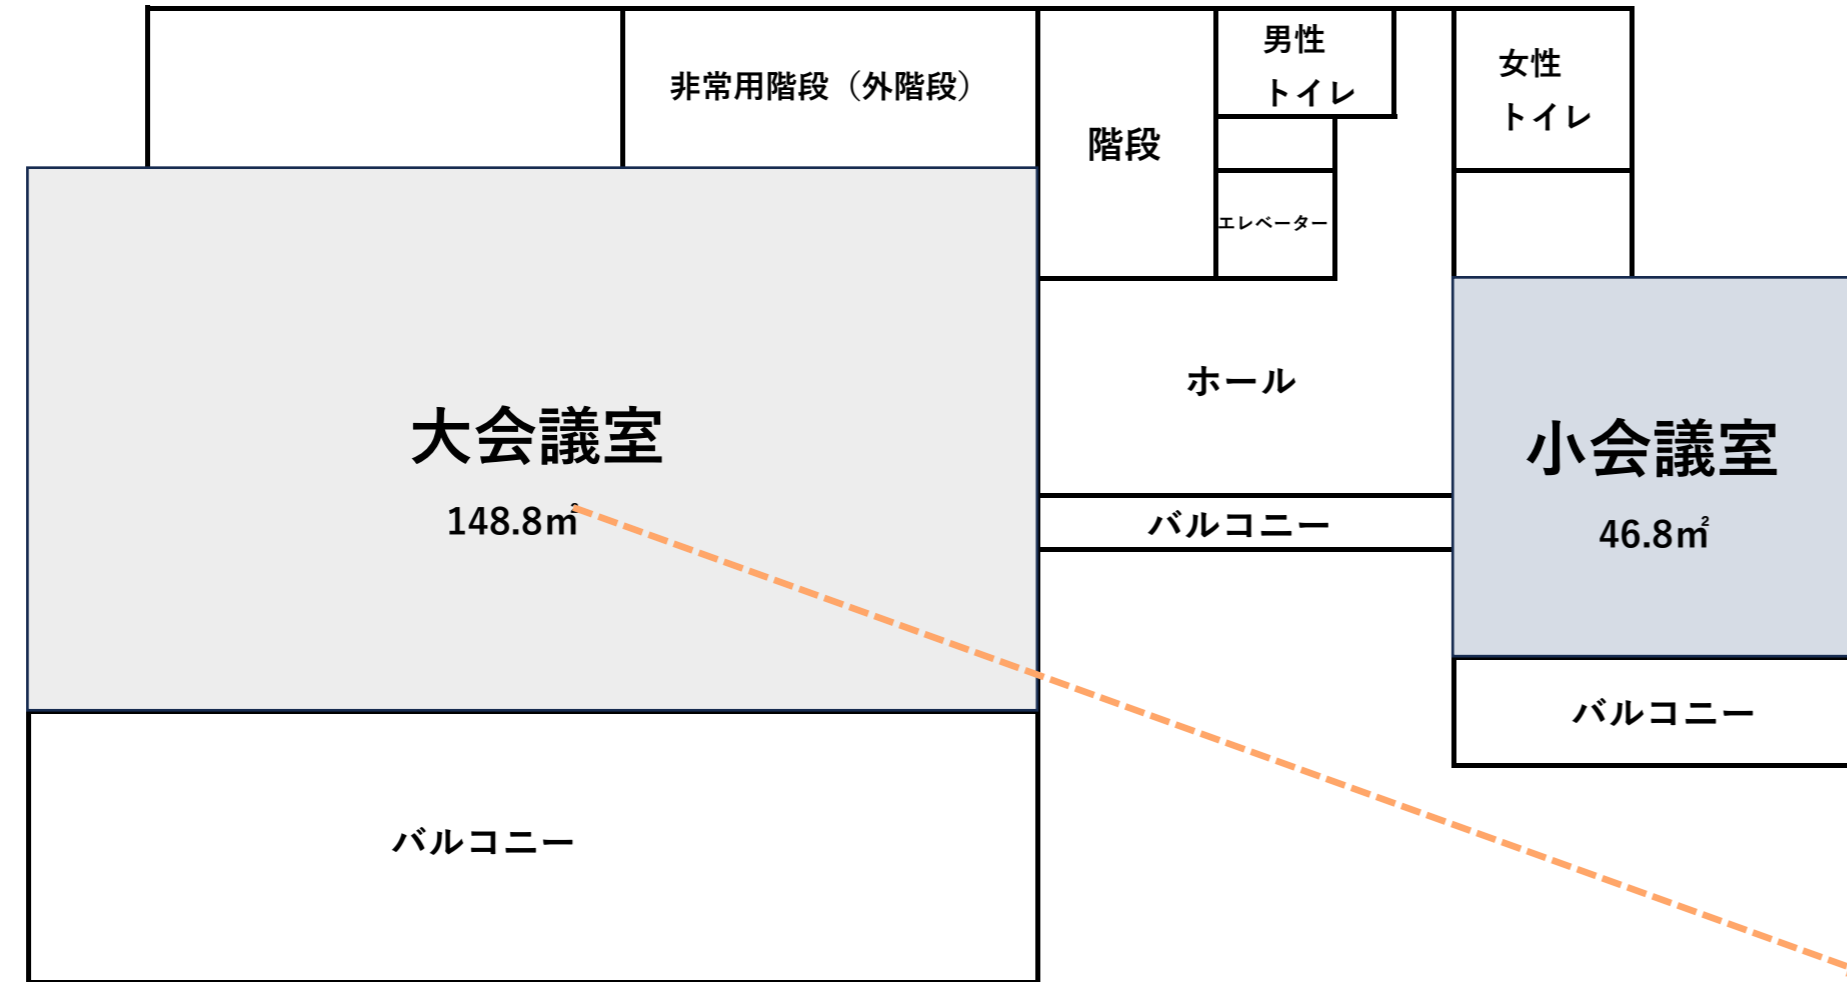 非常用階段（外階段）
階段
男性
トイレ
エレベーター
女性
トイレ
大会議室
148.8㎡
ホール
バルコニー
小会議室
46.8㎡
バルコニー
バルコニー